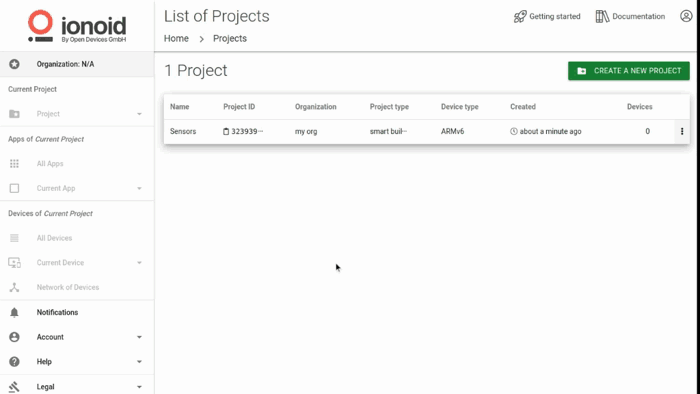 ionoid
By Open Devices GmbH
Organization: N/A
Current Project
Project
Apps of Current Project
All Apps
Current App
Devices of Current Project
All Devices
Current Device
Network of Devices
Notifications
Account
Help
Legal
List of Projects
Getting started
Documentation
Home > Projects
1 Project
CREATE A NEW PROJECT
Name Project ID Organization Project type Device type Created Devices
Sensors 323939··· my org smart buil··· ARMv6 about a minute ago 0